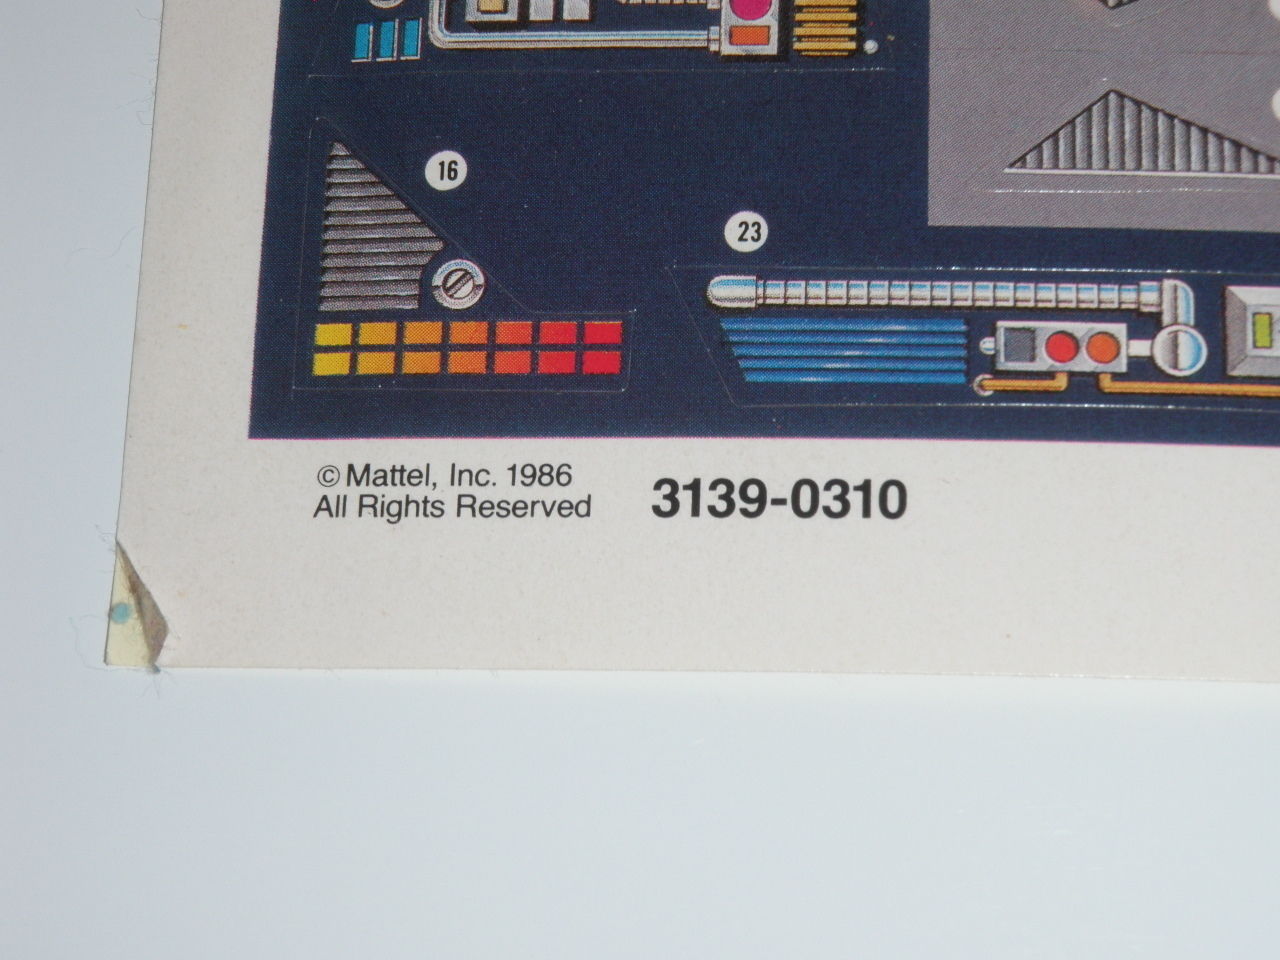 16
23
© Mattel, Inc. 1986
All Rights Reserved
3139-0310